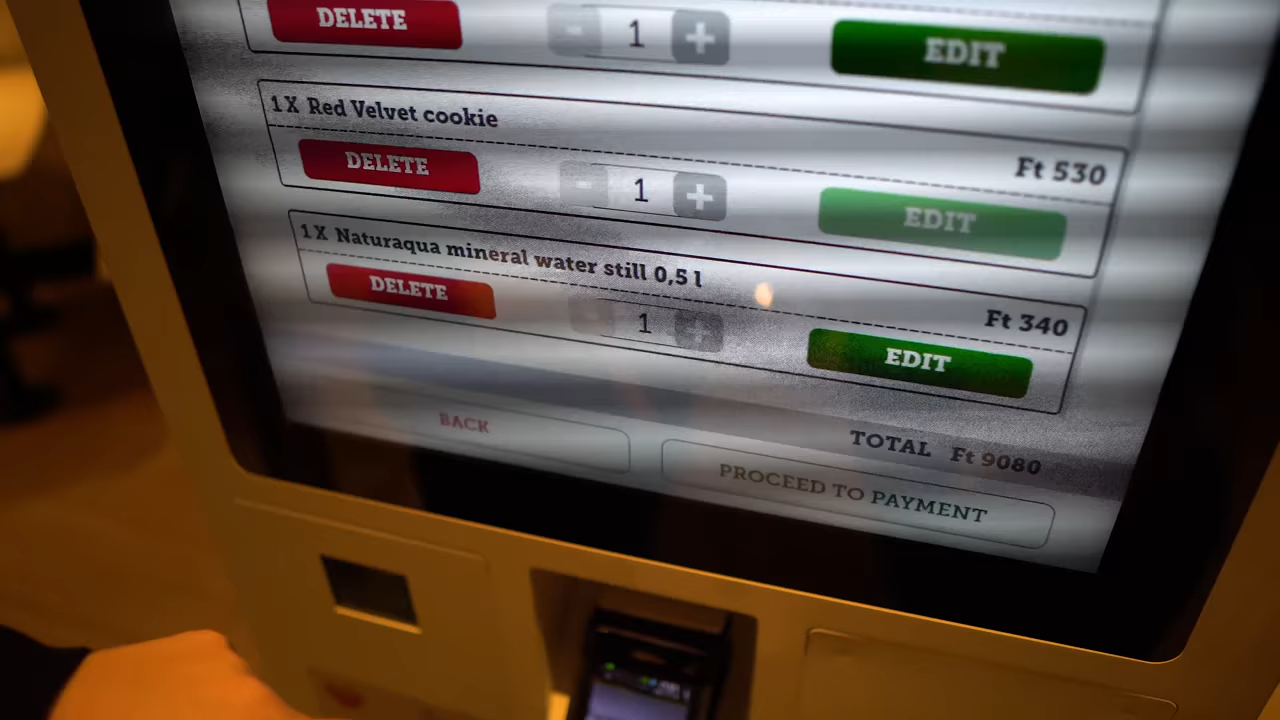 DELETE - 1 + EDIT
1 X Red Velvet cookie
Ft 530
DELETE - 1 + EDIT
1 X Naturaqua mineral water still 0,5 l
Ft 340
DELETE - 1 + EDIT
TOTAL Ft 9080
BACK PROCEED TO PAYMENT